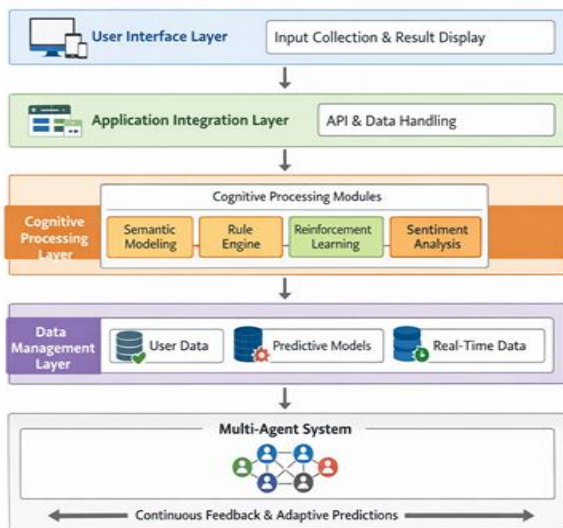 User Interface Layer
Input Collection & Result Display
Application Integration Layer
API & Data Handling
Cognitive Processing Modules
Cognitive
Processing
Layer
Semantic
Modeling
Rule
Engine
Reinforcement
Learning
Sentiment
Analysis
Data
Management
Layer
User Data
Predictive Models
Real-Time Data
Multi-Agent System
Continuous Feedback & Adaptive Predictions